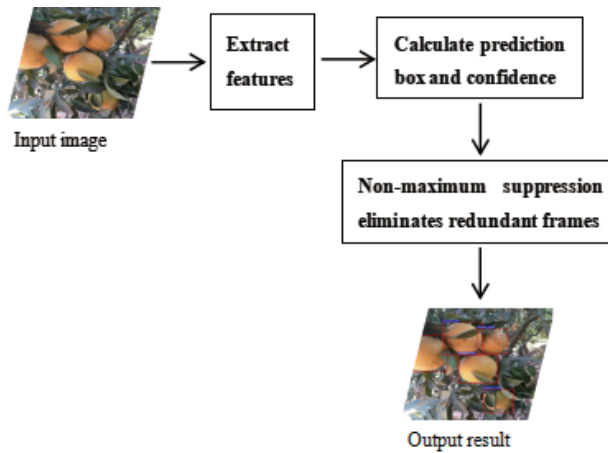 Input image
Extract
features
Calculate prediction
box and confidence
Non-maximum suppression
eliminates redundant frames
Output result